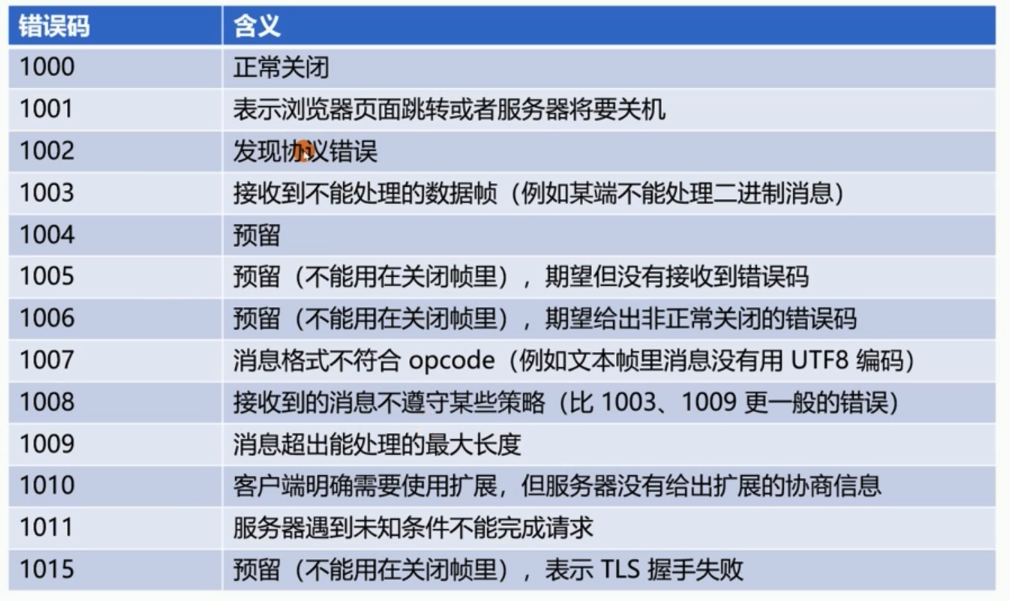 错误码 含义
1000 正常关闭
1001 表示浏览器页面跳转或者服务器将要关机
1002 发现协议错误
1003 接收到不能处理的数据帧（例如某端不能处理二进制消息）
1004 预留
1005 预留（不能用在关闭帧里），期望但没有接收到错误码
1006 预留（不能用在关闭帧里），期望给出非正常关闭的错误码
1007 消息格式不符合 opcode（例如文本帧里消息没有用 UTF8 编码）
1008 接收到的消息不遵守某些策略（比 1003、1009 更一般的错误）
1009 消息超出能处理的最大长度
1010 客户端明确需要使用扩展，但服务器没有给出扩展的协商信息
1011 服务器遇到未知条件不能完成请求
1015 预留（不能用在关闭帧里），表示 TLS 握手失败